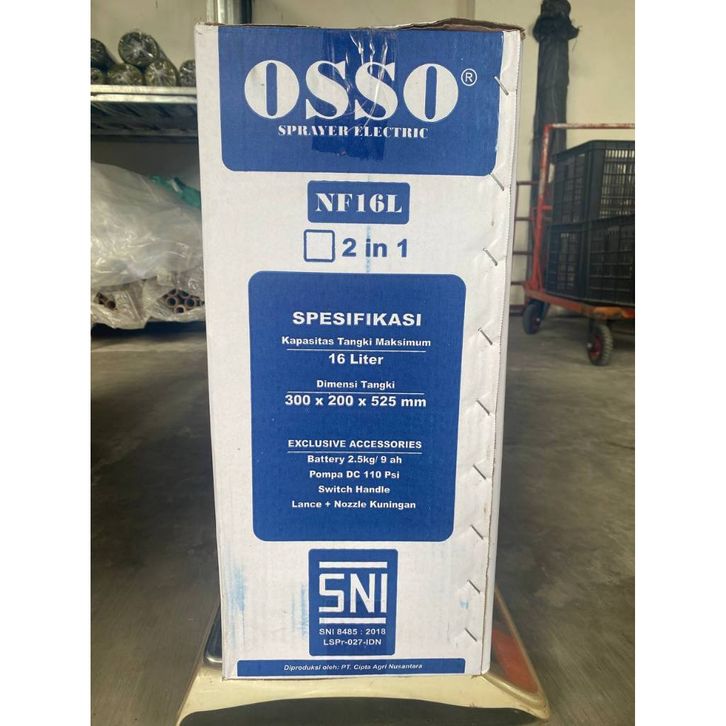 OSSO®
SPRAYER ELECTRIC
NF16L
2 in 1
SPESIFIKASI
Kapasitas Tangki Maksimum
16 Liter
Dimensi Tangki
300 x 200 x 525 mm
EXCLUSIVE ACCESSORIES
Battery 2.5kg/ 9 ah
Pompa DC 110 Psi
Switch Handle
Lance + Nozzle Kuningan
SNI
SNI 8485 : 2018
LSPr-027-IDN
Diproduksi oleh: PT. Cipta Agri Nusantara